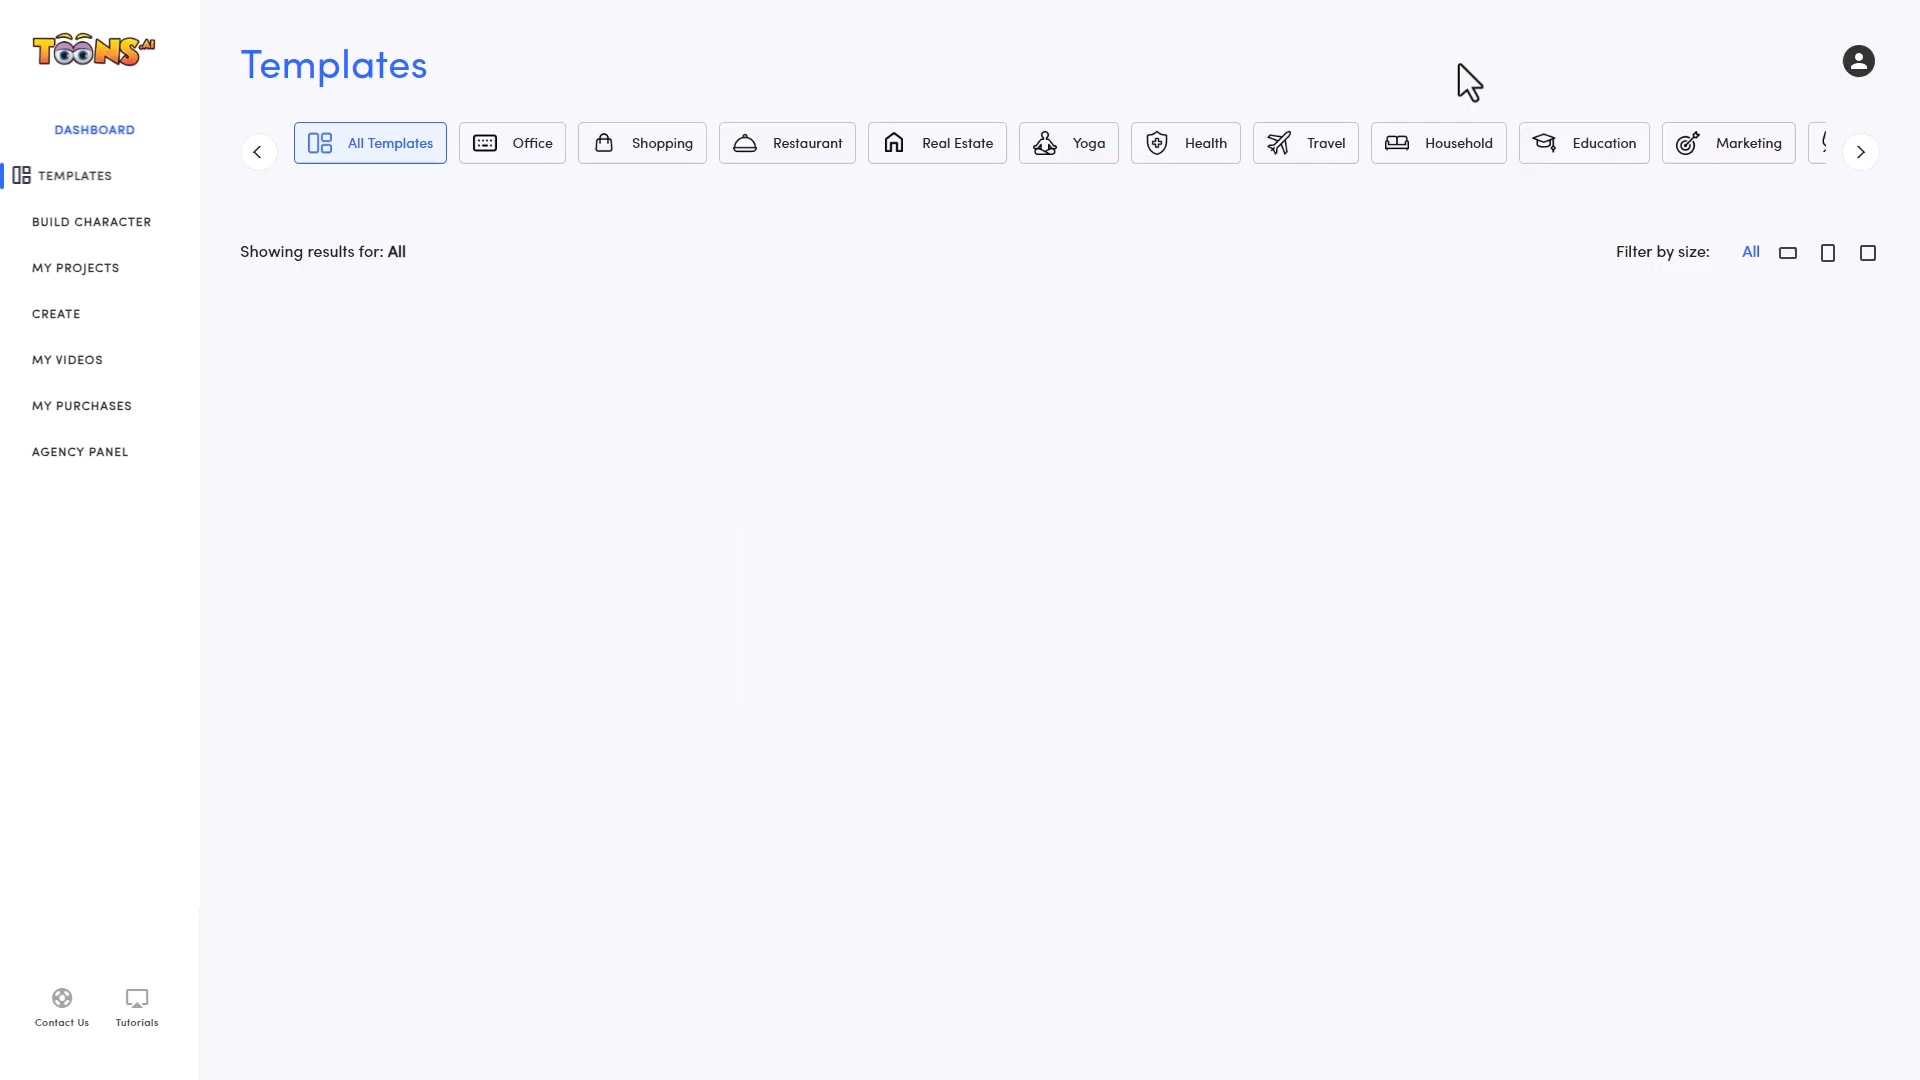 TOONS.AI
Templates
DASHBOARD
TEMPLATES
BUILD CHARACTER
MY PROJECTS
CREATE
MY VIDEOS
MY PURCHASES
AGENCY PANEL
All Templates Office Shopping Restaurant Real Estate Yoga Health Travel Household Education Marketing
Showing results for: All
Filter by size: All
Contact Us Tutorials